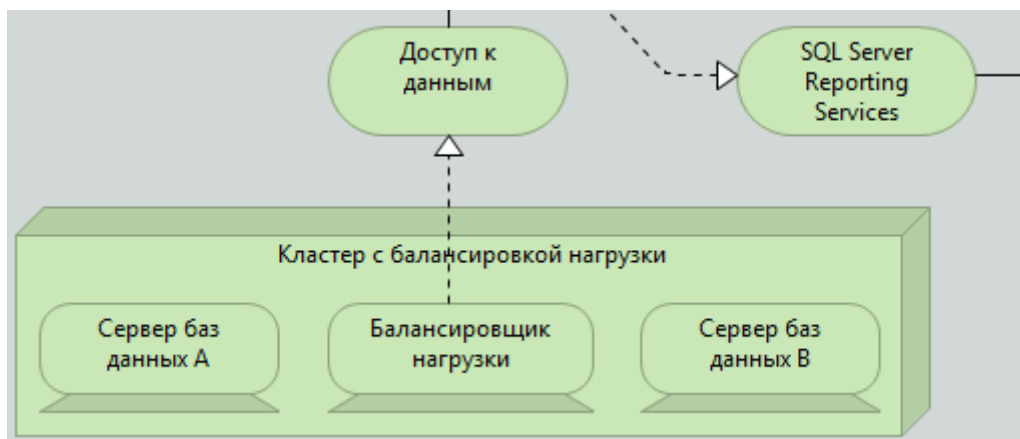 Доступ к
данным
SQL Server
Reporting
Services
Кластер с балансировкой нагрузки
Сервер баз
данных A
Балансировщик
нагрузки
Сервер баз
данных B